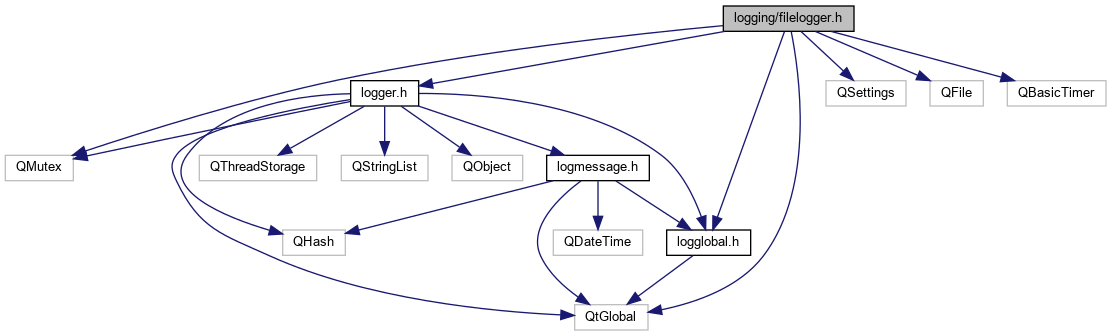 logging/filelogger.h
logger.h
QSettings
QFile
QBasicTimer
QMutex
QThreadStorage
QStringList
QObject
logmessage.h
QHash
QDateTime
logglobal.h
QtGlobal